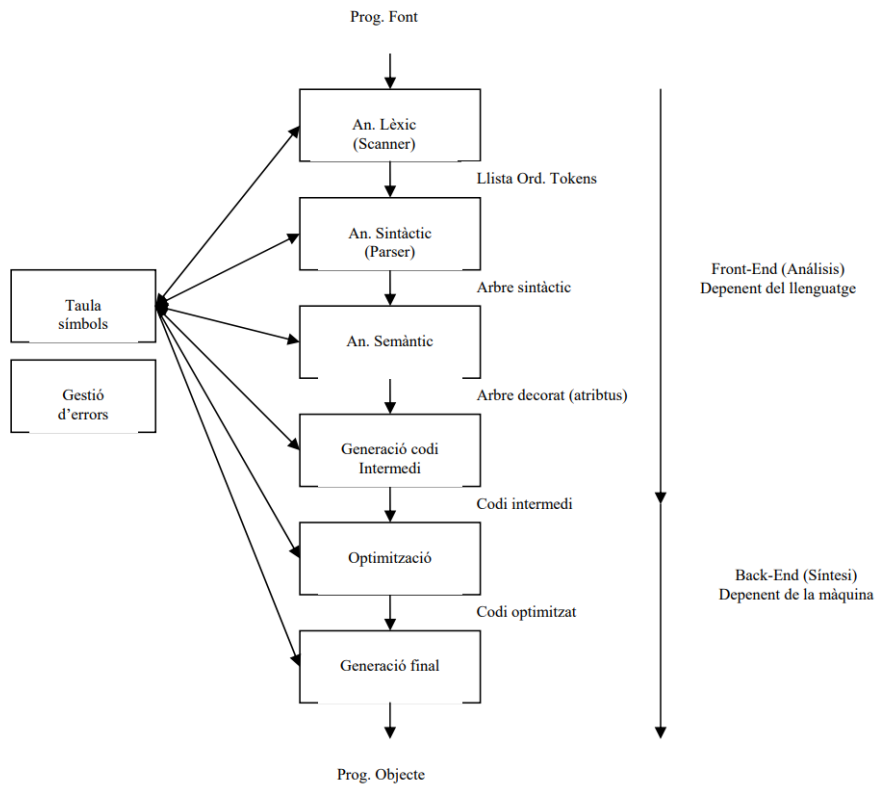 Prog. Font
An. Lèxic
(Scanner)
Llista Ord. Tokens
An. Sintàctic
(Parser)
Arbre sintàctic
Taula
símbols
An. Semàntic
Gestió
d’errors
Arbre decorat (atribtus)
Generació codi
Intermedi
Codi intermedi
Optimització
Codi optimitzat
Generació final
Prog. Objecte
Front-End (Análisis)
Depenent del llenguatge
Back-End (Síntesi)
Depenent de la màquina